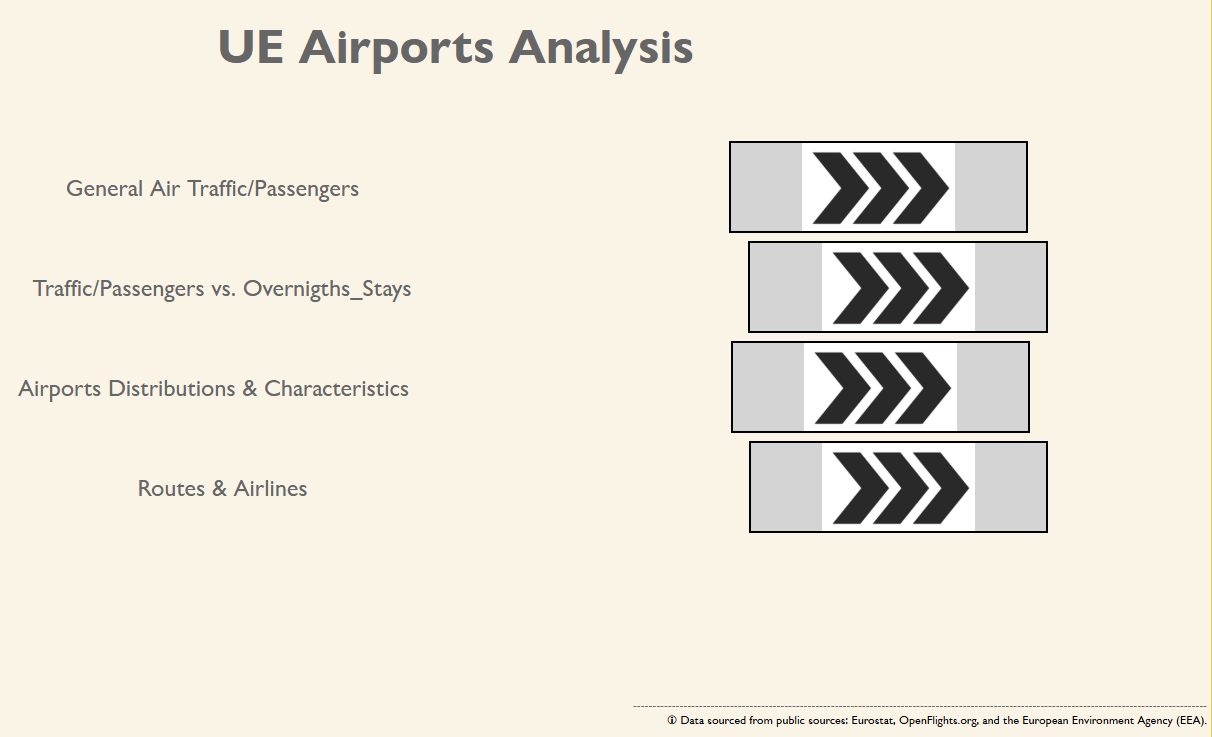 UE Airports Analysis
General Air Traffic/Passengers
Traffic/Passengers vs. Overnigths_Stays
Airports Distributions & Characteristics
Routes & Airlines
🛈 Data sourced from public sources: Eurostat, OpenFlights.org, and the European Environment Agency (EEA).